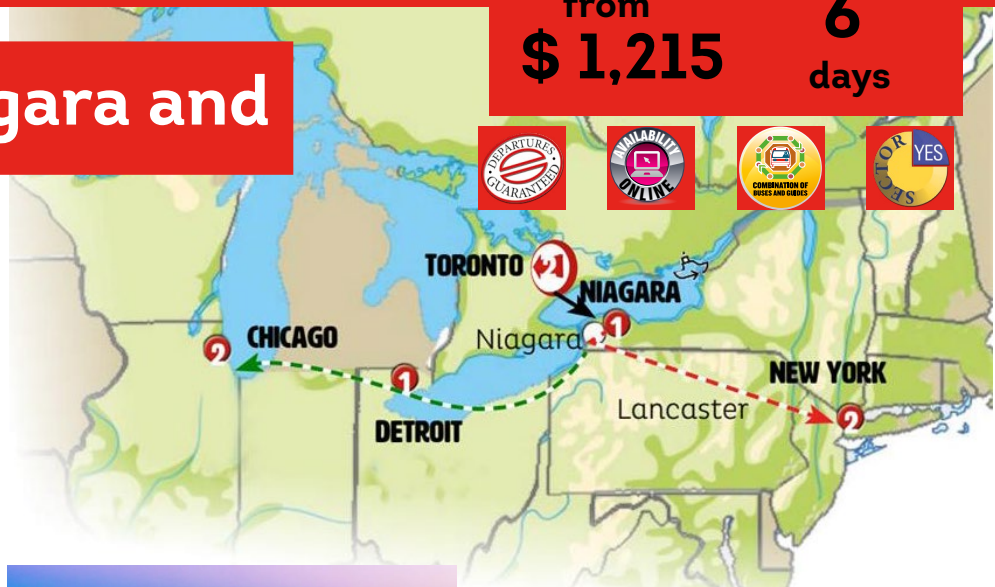 from
6
$ 1,215
days
gara and
DEPARTURES
GUARANTEED
AVAILABILITY
ONLINE
COMBINATION OF
BUSES AND GUIDES
SECTOR
YES
TORONTO
2
NIAGARA
1
Niagara
CHICAGO
2
1
DETROIT
NEW YORK
2
Lancaster